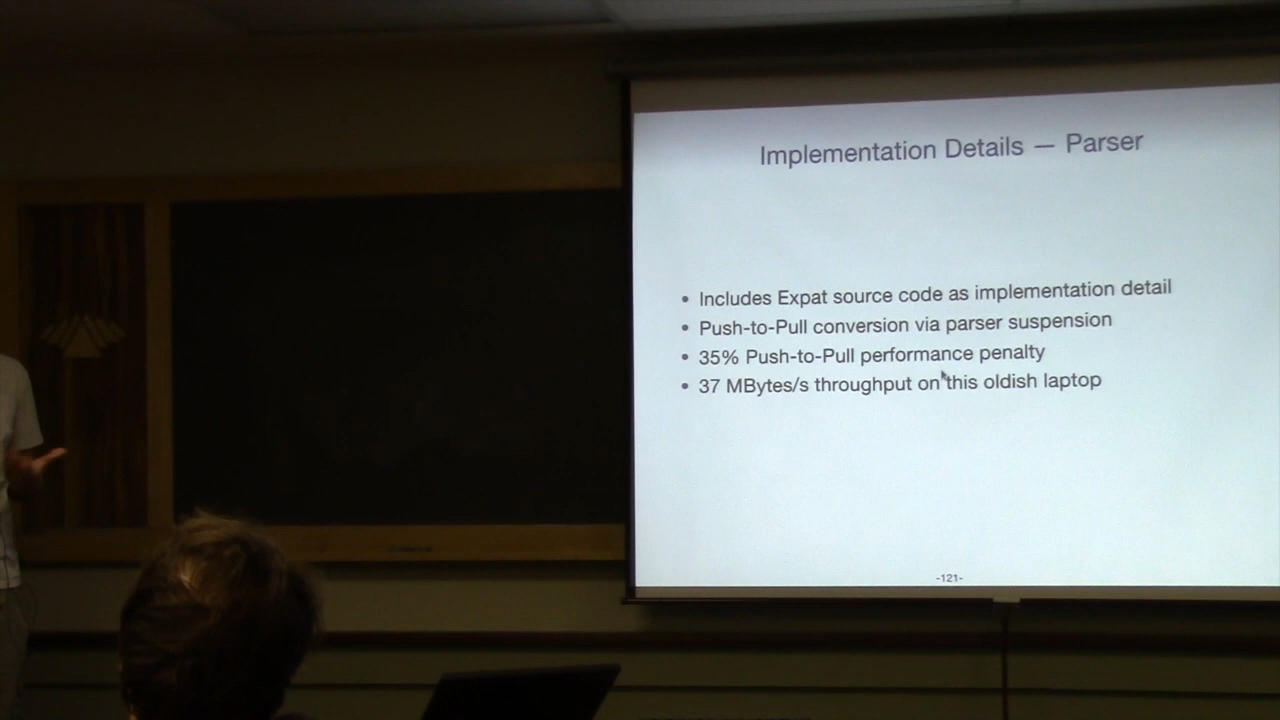 Implementation Details — Parser
• Includes Expat source code as implementation detail
• Push-to-Pull conversion via parser suspension
• 35% Push-to-Pull performance penalty
• 37 MBytes/s throughput on this oldish laptop
-121-